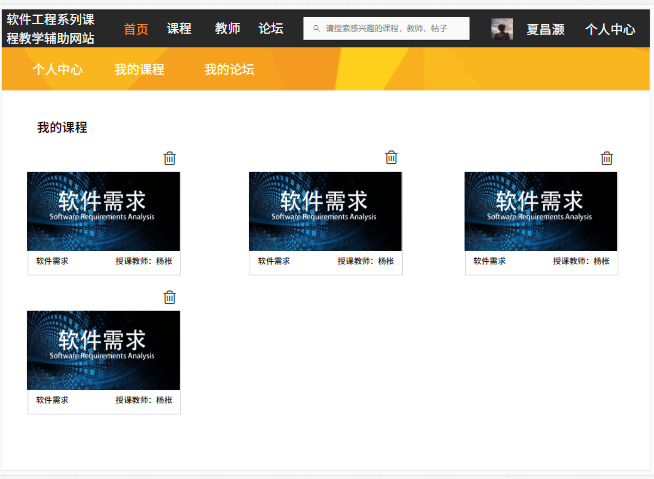 软件工程系列课
程教学辅助网站
首页 课程 教师 论坛 请搜索感兴趣的课程，教师，帖子 夏昌灏 个人中心
个人中心 我的课程 我的论坛
我的课程
软件需求 软件需求 软件需求
Software Requirements Analysis Software Requirements Analysis Software Requirements Analysis
软件需求 授课教师：杨枨 软件需求 授课教师：杨枨 软件需求 授课教师：杨枨
软件需求
Software Requirements Analysis
软件需求 授课教师：杨枨